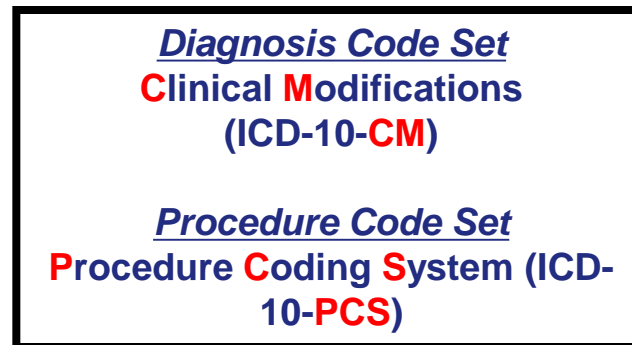 Diagnosis Code Set
Clinical Modifications
(ICD-10-CM)
Procedure Code Set
Procedure Coding System (ICD-
10-PCS)